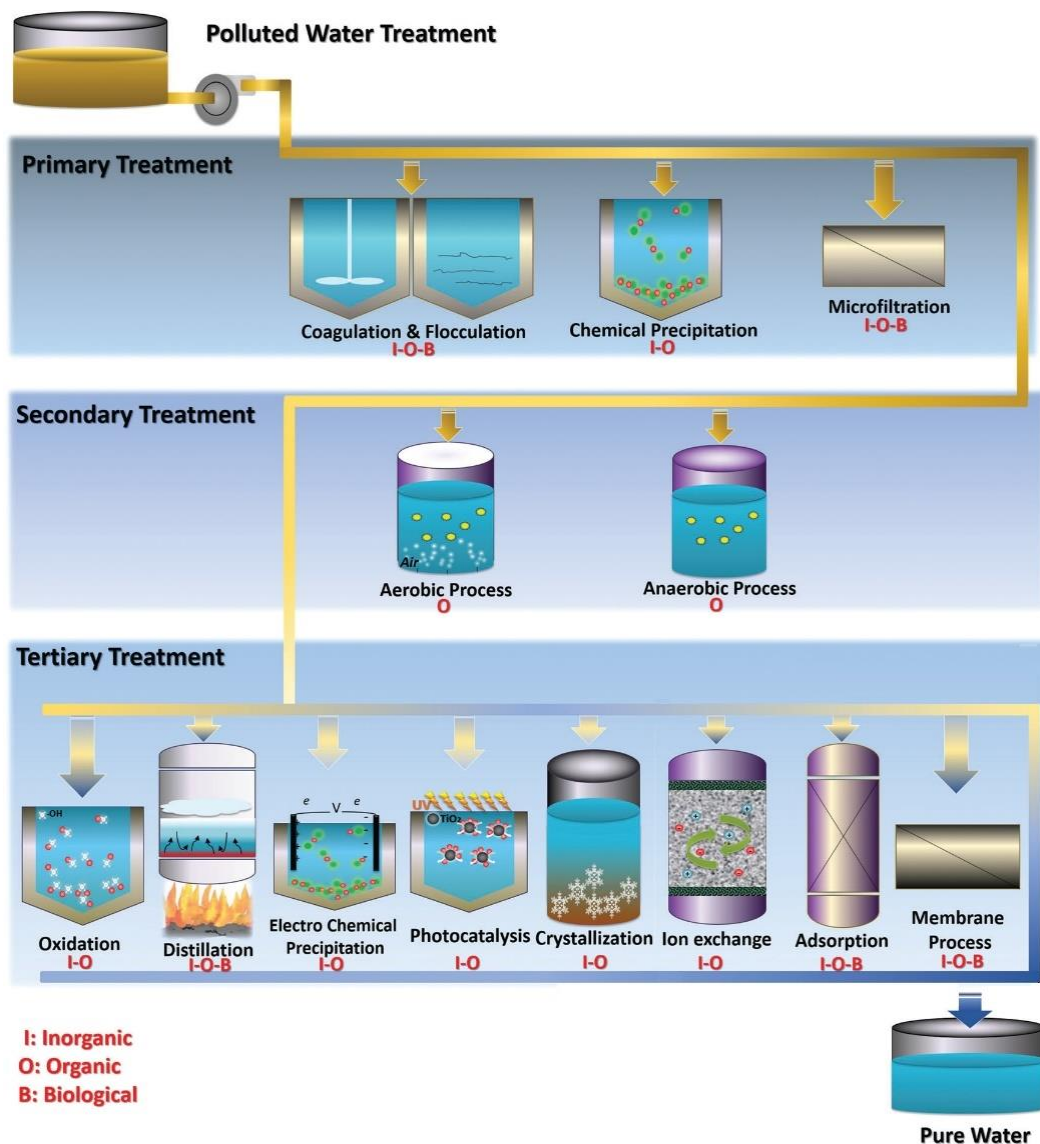 Polluted Water Treatment
Primary Treatment
Coagulation & Flocculation
I-O-B
Chemical Precipitation
I-O
Microfiltration
I-O-B
Secondary Treatment
Air
Aerobic Process
O
Anaerobic Process
O
Tertiary Treatment
-OH
Oxidation
I-O
Distillation
I-O-B
e V e
- + - +
Electro Chemical
Precipitation
I-O
UV
TiO₂
Photocatalysis
I-O
Crystallization
I-O
Ion exchange
I-O
Adsorption
I-O-B
Membrane
Process
I-O-B
I: Inorganic
O: Organic
B: Biological
Pure Water